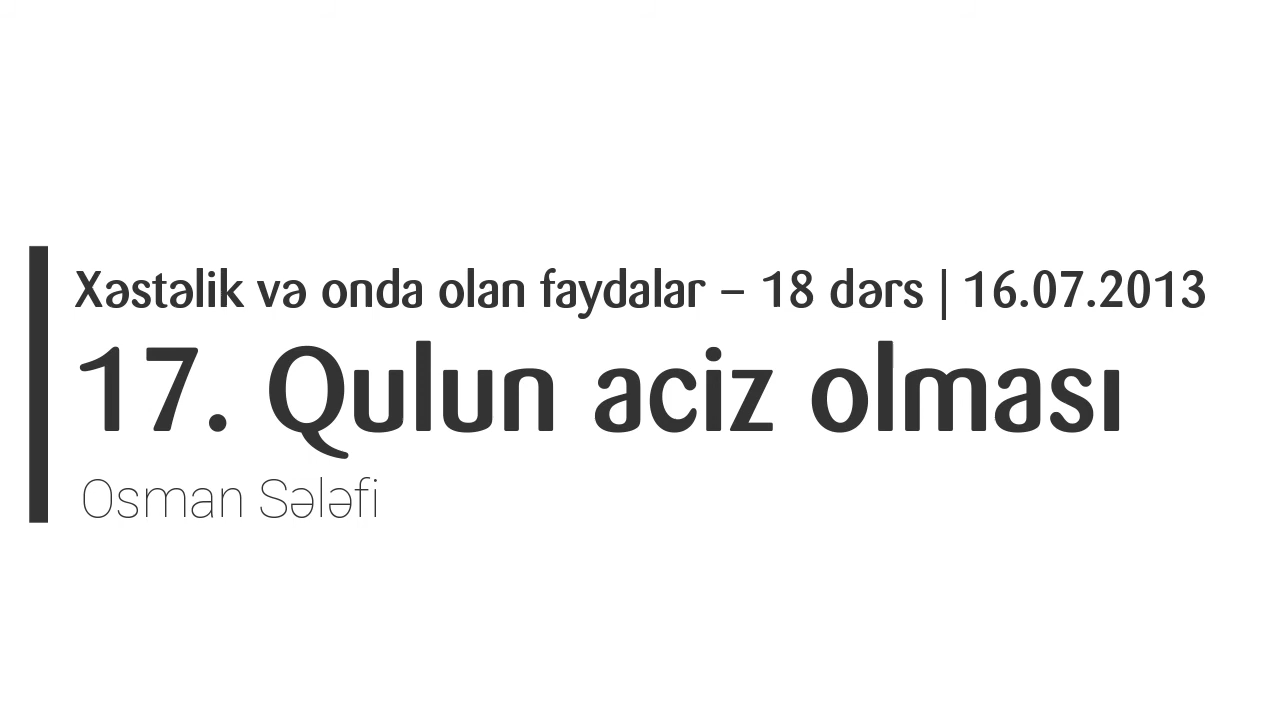 Xəstəlik və onda olan faydalar – 18 dərs | 16.07.2013
17. Qulun aciz olması
Osman Sələfi